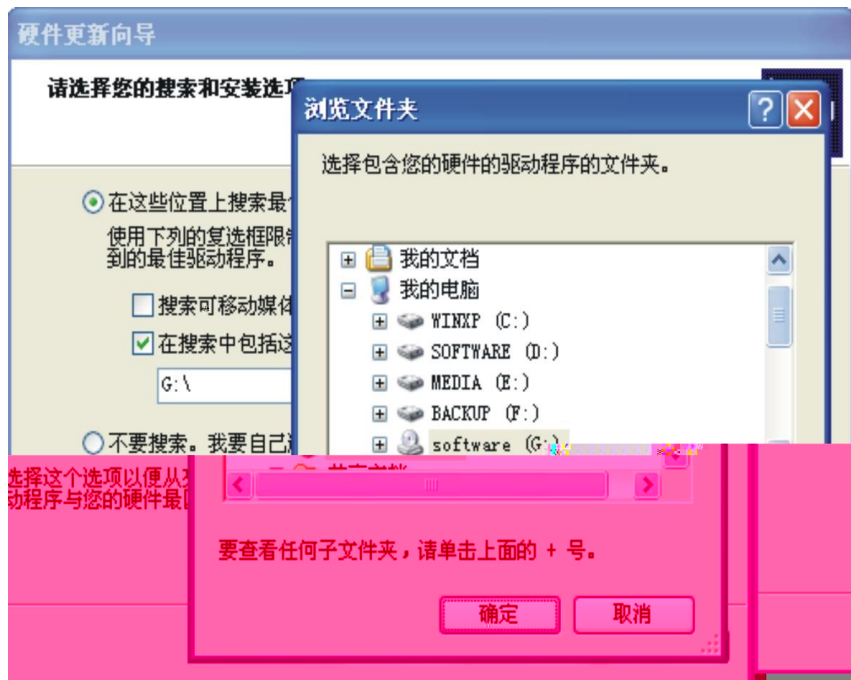 硬件更新向导
请选择您的搜索和安装选
浏览文件夹
选择包含您的硬件的驱动程序的文件夹。
在这些位置上搜索最
使用下列的复选框限
到的最佳驱动程序。
搜索可移动媒体
在搜索中包括这
G:\
不要搜索。我要自己
选择这个选项以便从
动程序与您的硬件最
我的文档
我的电脑
WINXP (C:)
SOFTWARE (D:)
MEDIA (E:)
BACKUP (F:)
software (G:)
共享文档
要查看任何子文件夹，请单击上面的 + 号。
确定
取消